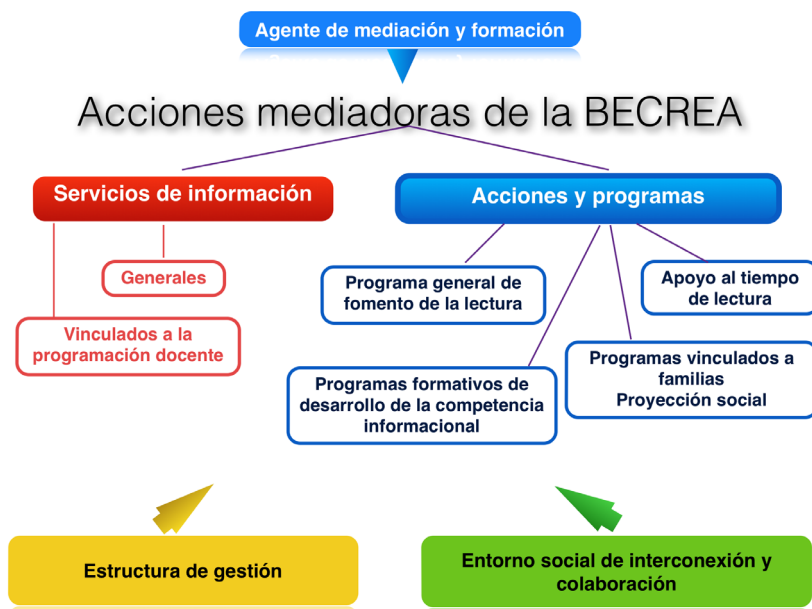 Agente de mediación y formación
Acciones mediadoras de la BECREA
Servicios de información
Acciones y programas
Generales
Vinculados a la
programación docente
Programa general de
fomento de la lectura
Apoyo al tiempo
de lectura
Programas formativos de
desarrollo de la competencia
informacional
Programas vinculados a
familias
Proyección social
Estructura de gestión
Entorno social de interconexión y
colaboración